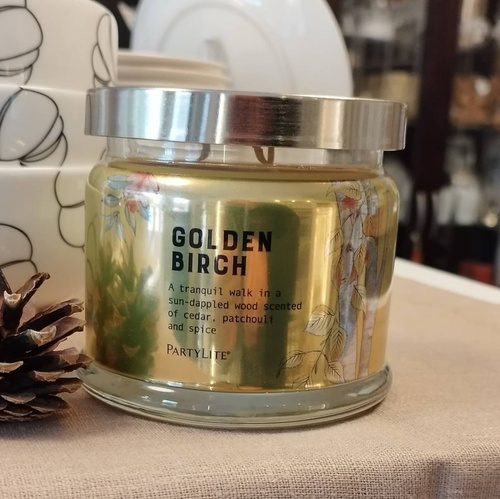 GOLDEN
BIRCH
A tranquil walk in a
sun-dappled wood scented
of cedar, patchouli
and spice
PARTYLITE®